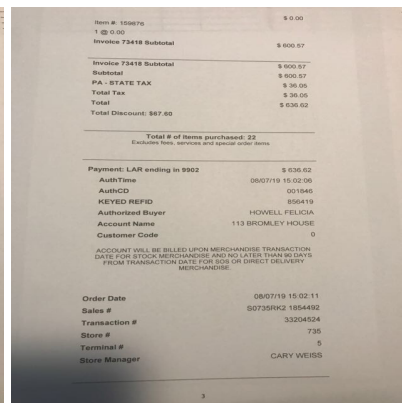 Item #: 159876 $ 0.00
1 @ 0.00
Invoice 73418 Subtotal $ 600.57
Invoice 73418 Subtotal $ 600.57
Subtotal $ 600.57
PA - STATE TAX $ 36.05
Total Tax $ 36.05
Total $ 636.62
Total Discount: $67.60
Total # of Items purchased: 22
Excludes fees, services and special order items
Payment: LAR ending in 9902 $ 636.62
AuthTime 08/07/19 15:02:06
AuthCD 001646
KEYED REFID 856419
Authorized Buyer HOWELL FELICIA
Account Name 113 BROMLEY HOUSE
Customer Code 0
ACCOUNT WILL BE BILLED UPON MERCHANDISE TRANSACTION
DATE FOR STOCK MERCHANDISE AND NO LATER THAN 90 DAYS
FROM TRANSACTION DATE FOR SOS OR DIRECT DELIVERY
MERCHANDISE
Order Date 08/07/19 15:02:11
Sales # S0735RK2 1854492
Transaction # 33204524
Store # 735
Terminal # 5
Store Manager CARY WEISS
3